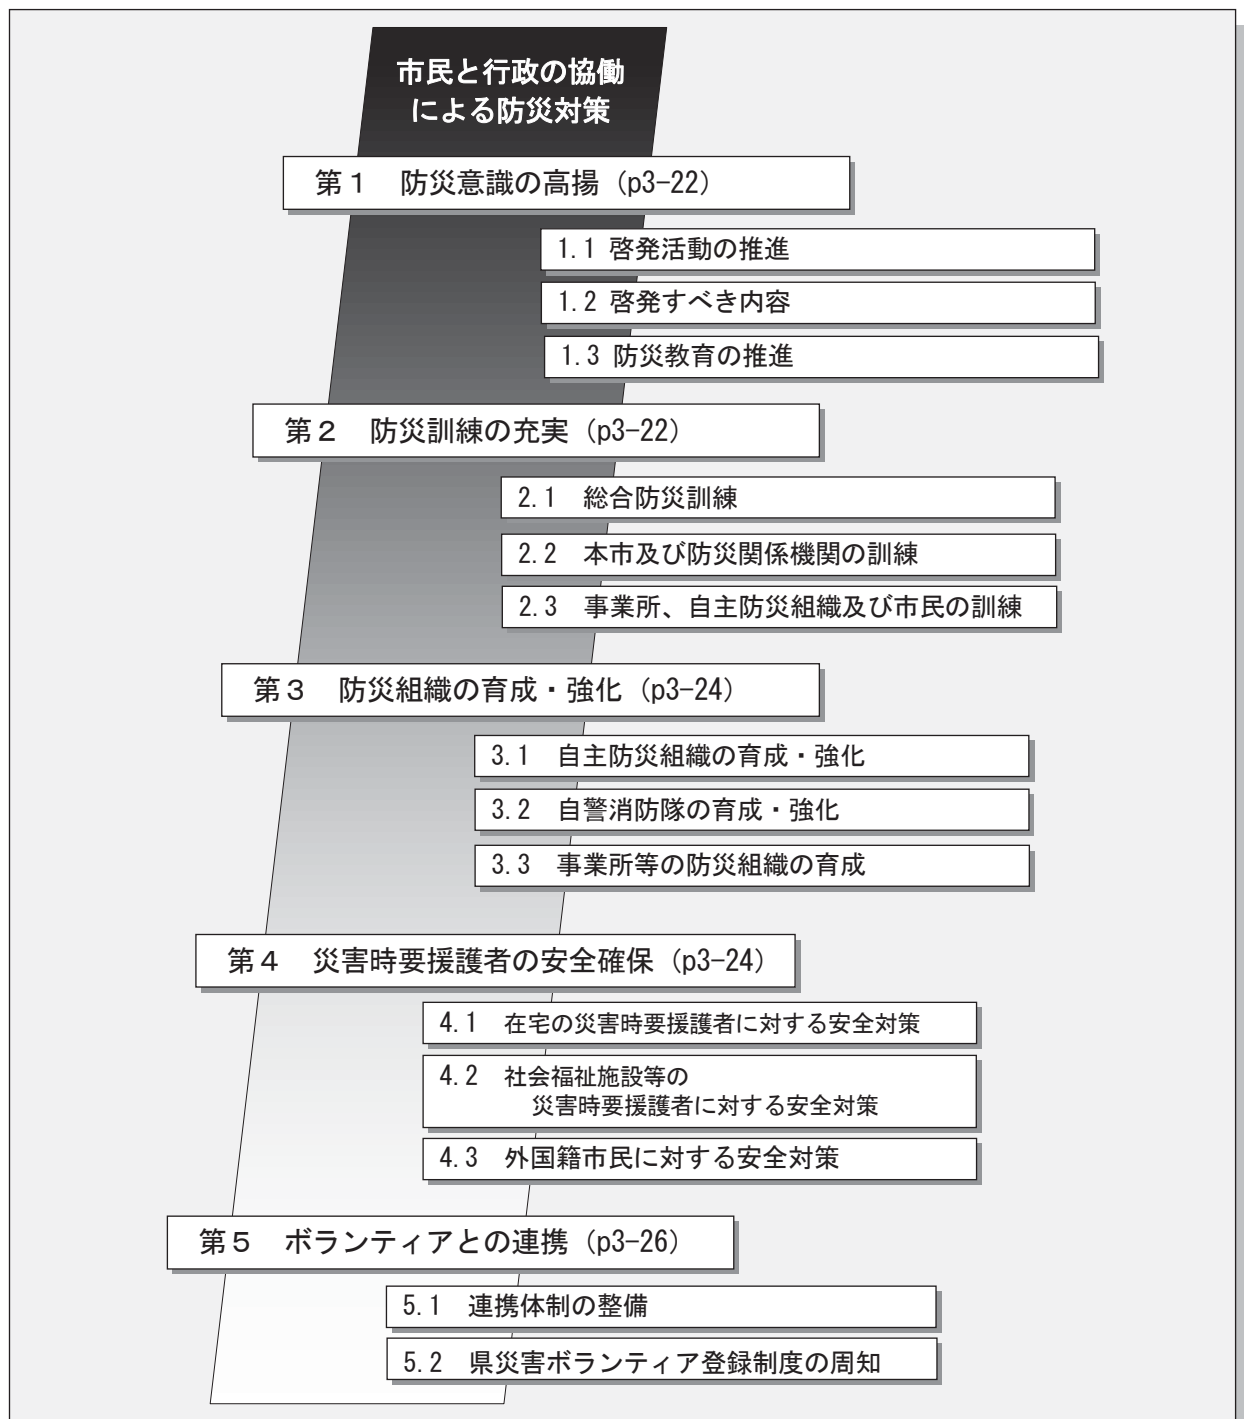 市民と行政の協働
による防災対策
第１　防災意識の高揚（p3-22）
1.1 啓発活動の推進
1.2 啓発すべき内容
1.3 防災教育の推進
第２　防災訓練の充実（p3-22）
2.1　総合防災訓練
2.2　本市及び防災関係機関の訓練
2.3　事業所、自主防災組織及び市民の訓練
第３　防災組織の育成・強化（p3-24）
3.1　自主防災組織の育成・強化
3.2　自警消防隊の育成・強化
3.3　事業所等の防災組織の育成
第４　災害時要援護者の安全確保（p3-24）
4.1　在宅の災害時要援護者に対する安全対策
4.2　社会福祉施設等の
災害時要援護者に対する安全対策
4.3　外国籍市民に対する安全対策
第５　ボランティアとの連携（p3-26）
5.1　連携体制の整備
5.2　県災害ボランティア登録制度の周知